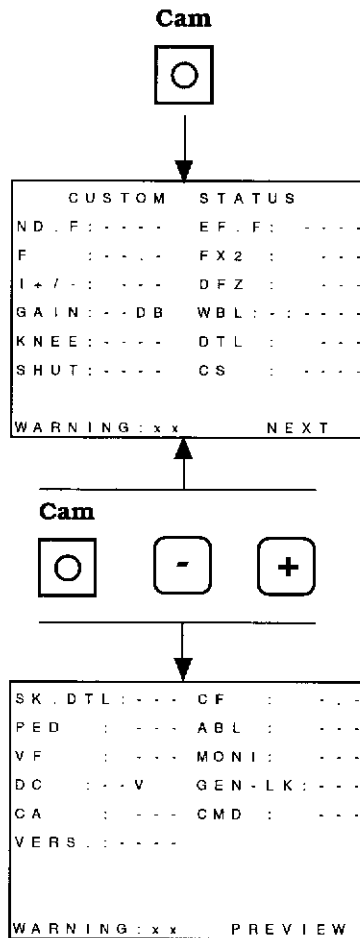 Cam
CUSTOM STATUS
ND.F:---- EF.F: ----
F :--.- FX2 : ----
I+/-:---- DFZ : ----
GAIN:--DB WBL:-:----
KNEE:---- DTL : ----
SHUT:---- CS : ----
WARNING:xx NEXT
Cam
- +
SK.DTL:--- CF : -.-
PED : --- ABL : ---
VF : --- MONI: ---
DC :--V GEN-LK:---
CA : --- CMD : ---
VERS.:----
WARNING:xx PREVIEW